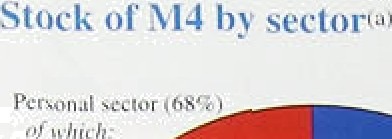 Stock of M4 by sector(a)
Personal sector (68%)
of which: